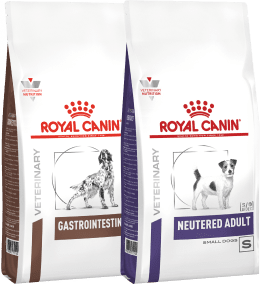 ROYAL CANIN
VETERINARY
GASTROINTESTIN
ROYAL CANIN
VETERINARY
NEUTERED ADULT
SMALL DOGS
S